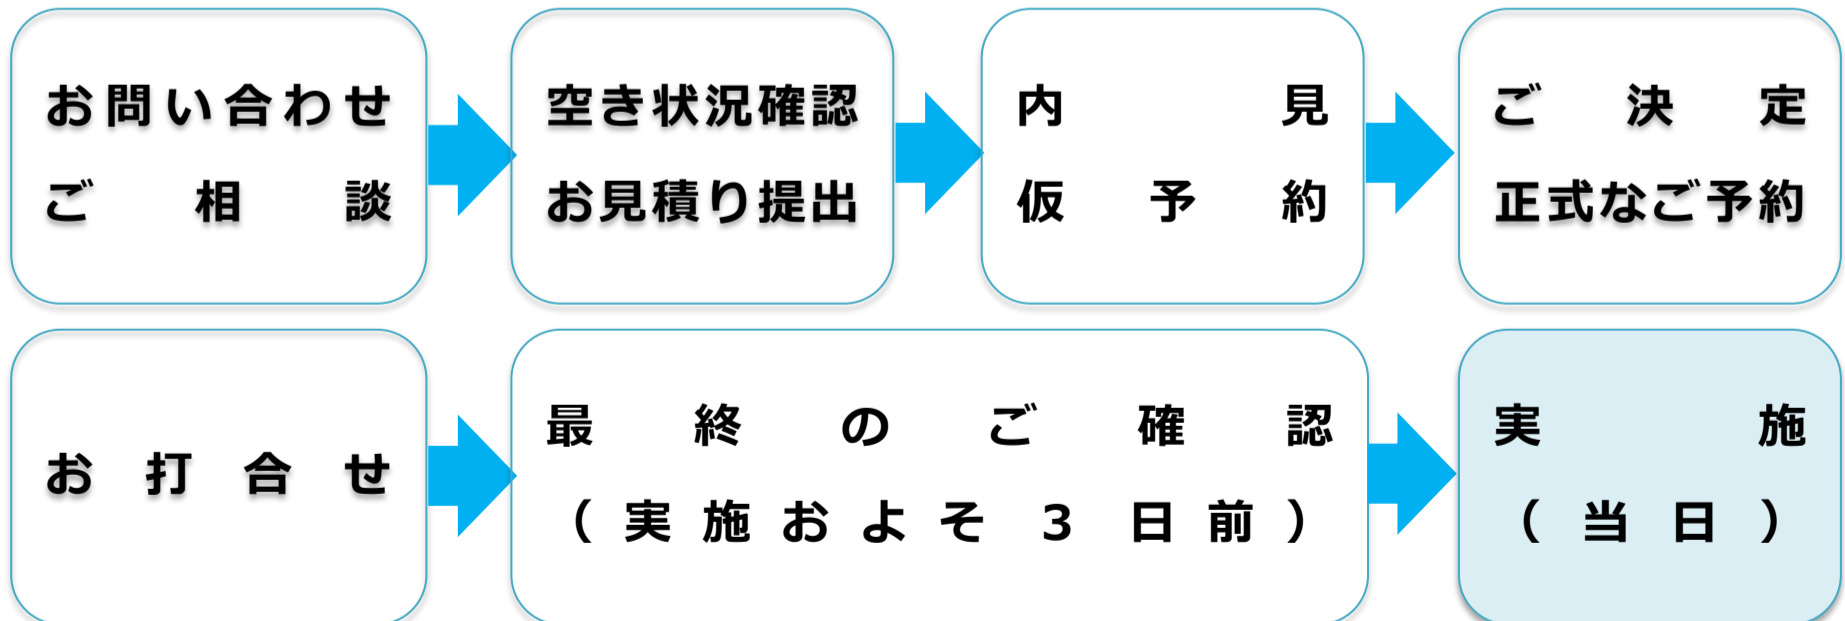 お問い合わせ
ご相談
空き状況確認
お見積り提出
内見
仮予約
ご決定
正式なご予約
お打合せ
最終のご確認
（実施およそ3日前）
実施
（当日）